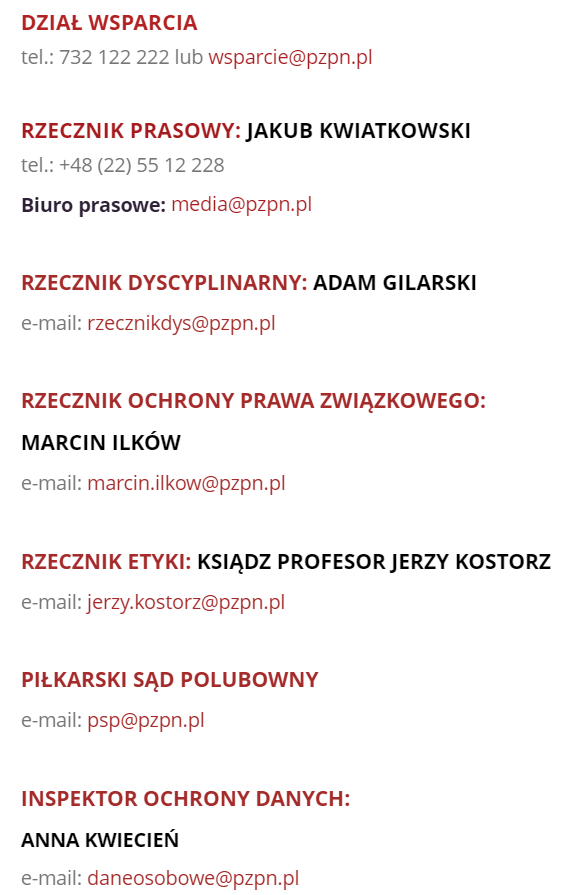 DZIAŁ WSPARCIA
tel.: 732 122 222 lub wsparcie@pzpn.pl
RZECZNIK PRASOWY: JAKUB KWIATKOWSKI
tel.: +48 (22) 55 12 228
Biuro prasowe: media@pzpn.pl
RZECZNIK DYSCYPLINARNY: ADAM GILARSKI
e-mail: rzecznikdys@pzpn.pl
RZECZNIK OCHRONY PRAWA ZWIĄZKOWEGO:
MARCIN ILKÓW
e-mail: marcin.ilkow@pzpn.pl
RZECZNIK ETYKI: KSIĄDZ PROFESOR JERZY KOSTORZ
e-mail: jerzy.kostorz@pzpn.pl
PIŁKARSKI SĄD POLUBOWNY
e-mail: psp@pzpn.pl
INSPEKTOR OCHRONY DANYCH:
ANNA KWIECIEŃ
e-mail: daneosobowe@pzpn.pl